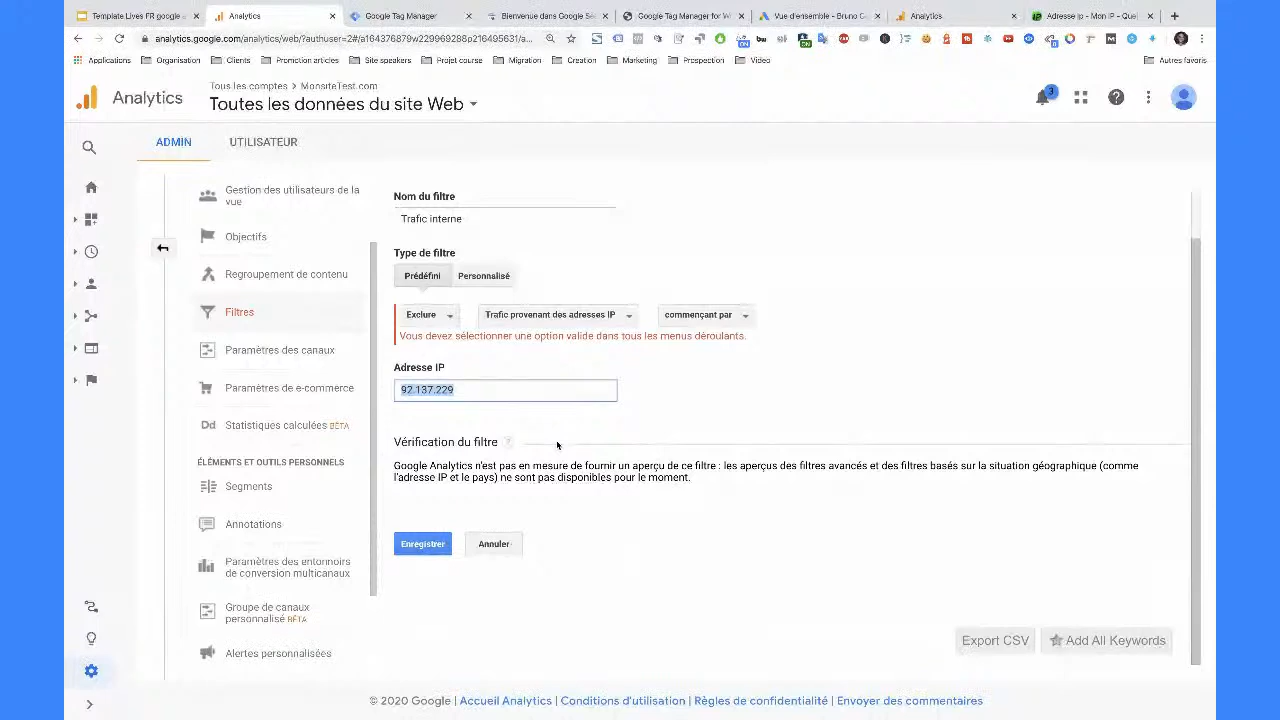 Template Lives FR google a
Analytics
Google Tag Manager
Bienvenue dans Google Se
Google Tag Manager for W
Vue d'ensemble - Bruno C
Analytics
Adresse ip - Mon IP - Quel
analytics.google.com/analytics/web/?authuser=2#/a164376879w229969288p216495631/a...
Applications
Organisation
Clients
Promotion articles
Site speakers
Projet course
Migration
Creation
Marketing
Prospection
Video
Autres favoris
Analytics
Tous les comptes > MonsiteTest.com
Toutes les données du site Web
3
ADMIN
UTILISATEUR
Gestion des utilisateurs de la
vue
Objectifs
Regroupement de contenu
Filtres
Paramètres des canaux
Paramètres de e-commerce
Dd Statistiques calculées BÊTA
ÉLÉMENTS ET OUTILS PERSONNELS
Segments
Annotations
Paramètres des entonnoirs
de conversion multicanaux
Groupe de canaux
personnalisé BÊTA
Alertes personnalisées
Nom du filtre
Trafic interne
Type de filtre
Prédéfini
Personnalisé
Exclure
Trafic provenant des adresses IP
commençant par
Vous devez sélectionner une option valide dans tous les menus déroulants.
Adresse IP
92.137.229
Vérification du filtre ?
Google Analytics n'est pas en mesure de fournir un aperçu de ce filtre : les aperçus des filtres avancés et des filtres basés sur la situation géographique (comme
l'adresse IP et le pays) ne sont pas disponibles pour le moment.
Enregistrer
Annuler
Export CSV
Add All Keywords
© 2020 Google | Accueil Analytics | Conditions d'utilisation | Règles de confidentialité | Envoyer des commentaires